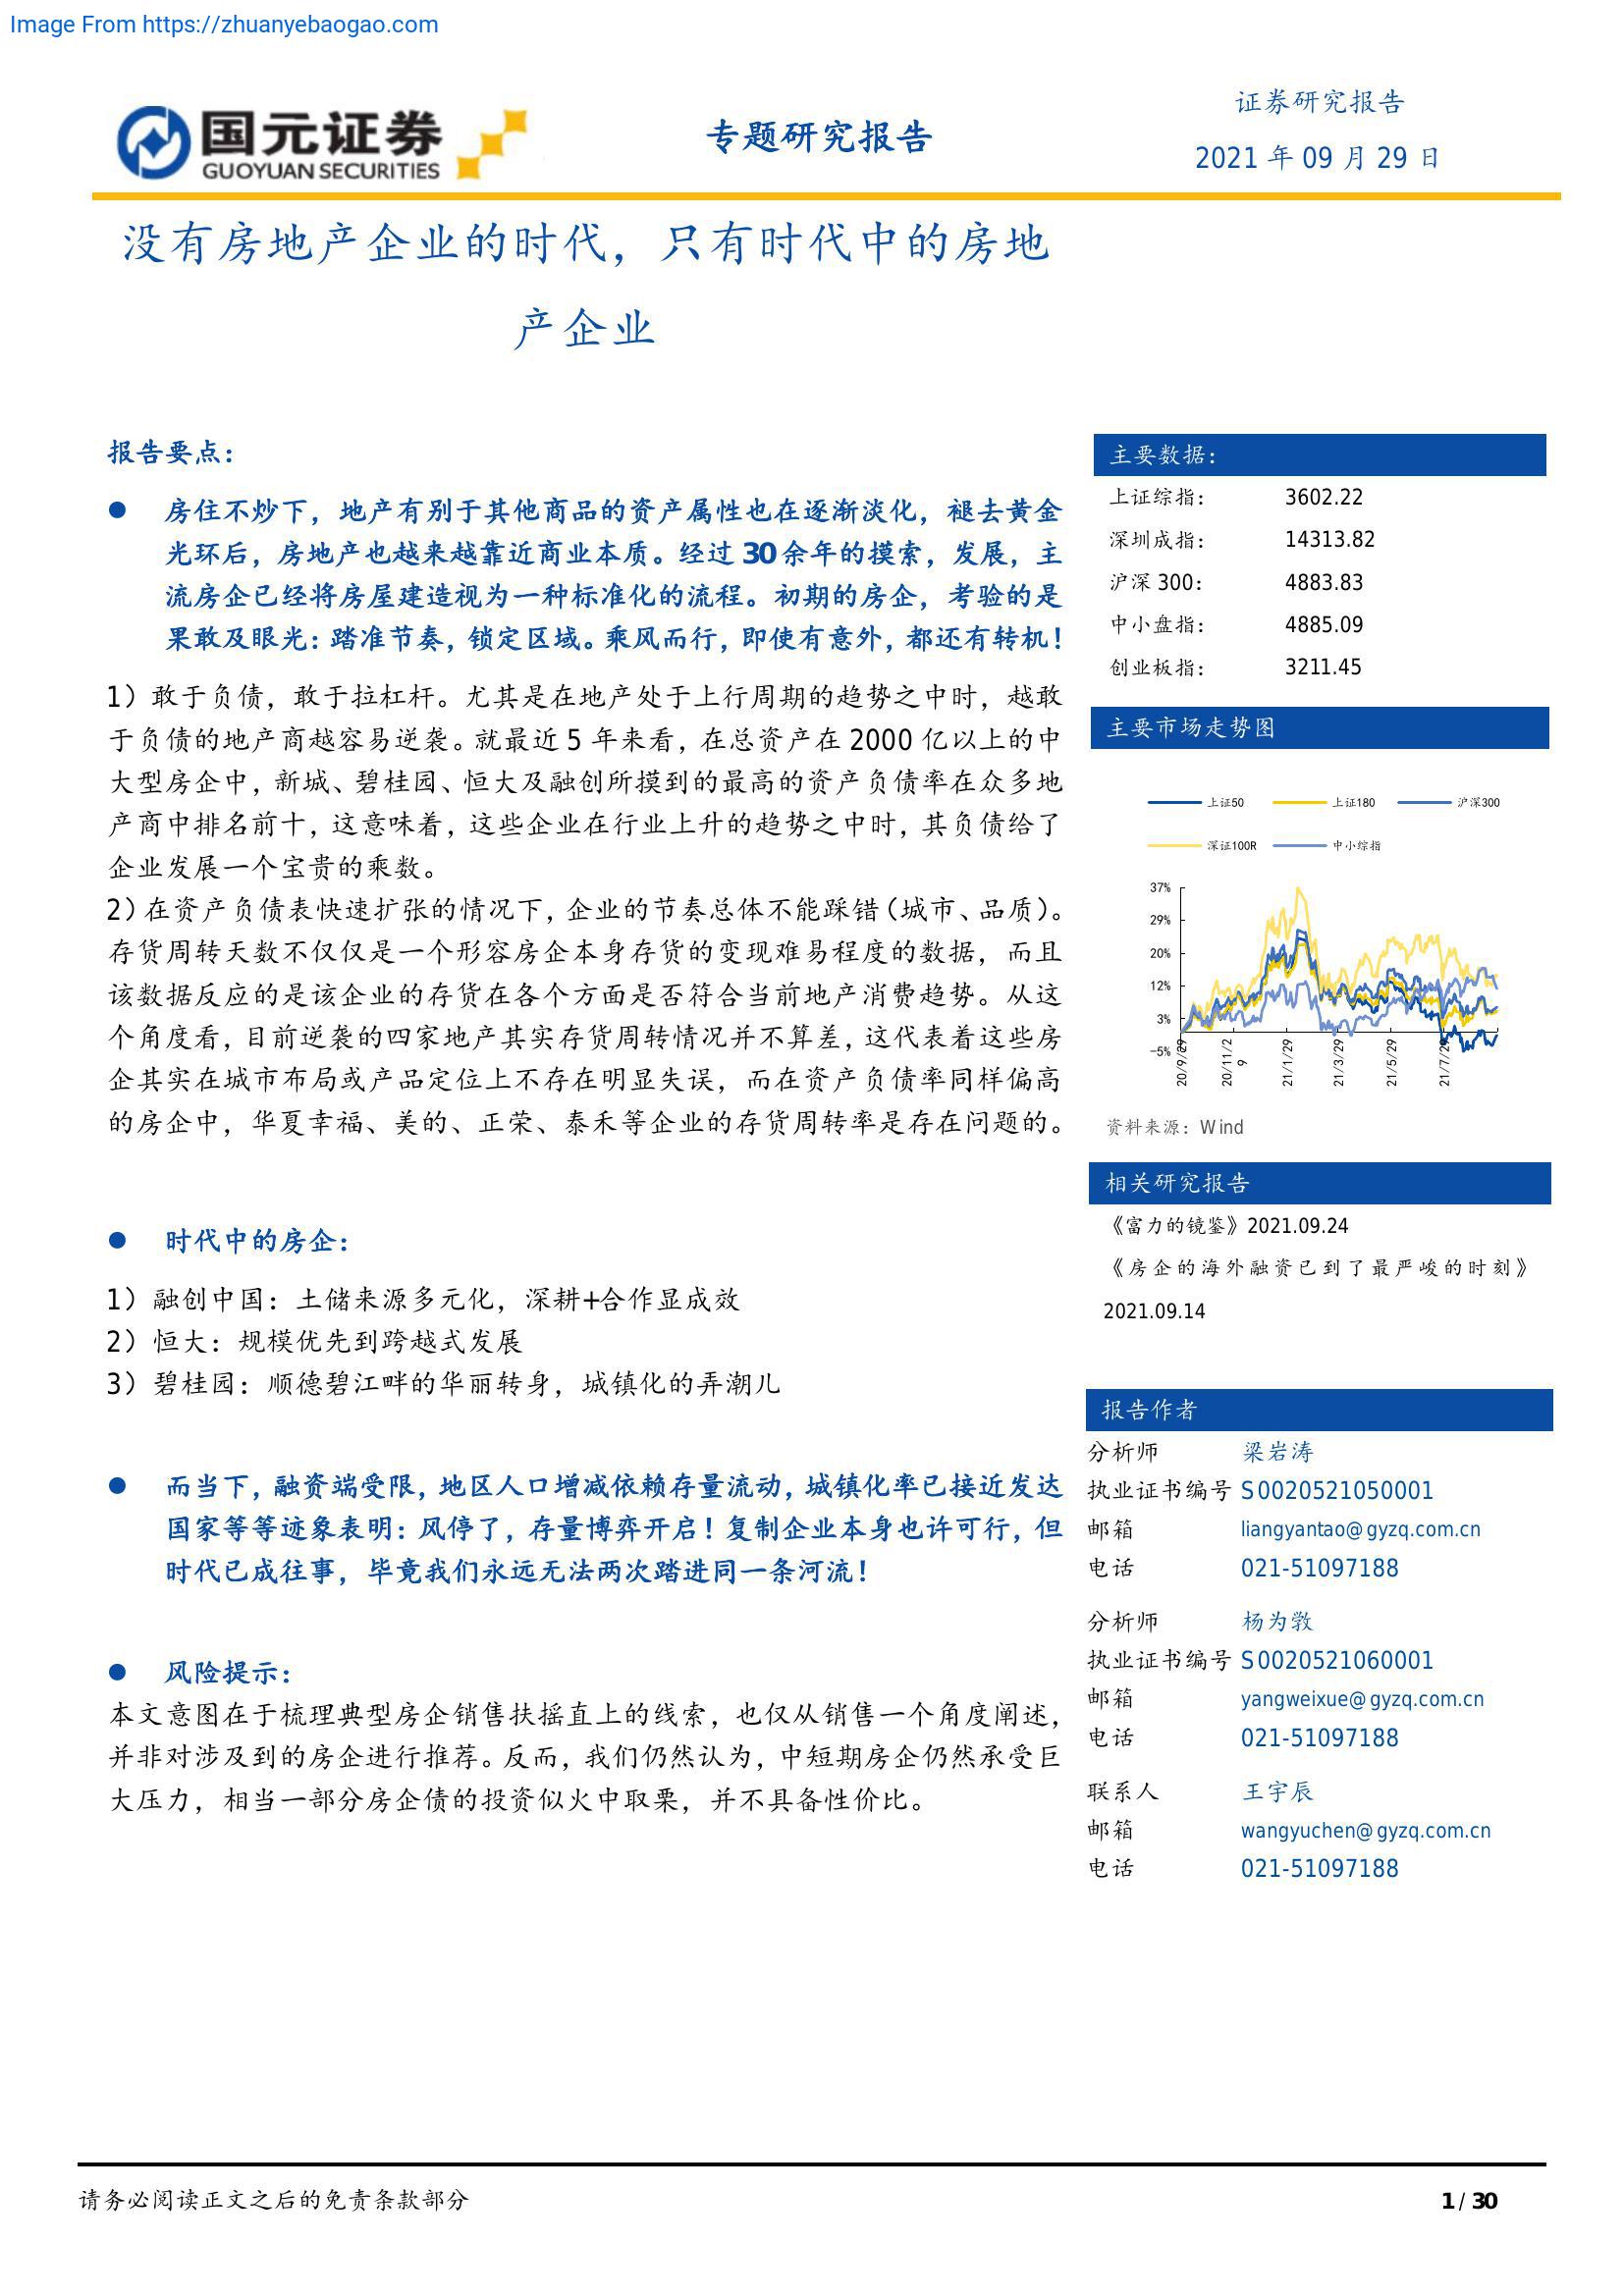 Image From https://zhuanyebaogao.com
国元证券
GUOYUAN SECURITIES
专题研究报告
证券研究报告
2021 年 09 月 29 日
没有房地产企业的时代，只有时代中的房地
产企业
报告要点：
● 房住不炒下，地产有别于其他商品的资产属性也在逐渐淡化，褪去黄金
光环后，房地产也越来越靠近商业本质。经过 30 余年的摸索，发展，主
流房企已经将房屋建造视为一种标准化的流程。初期的房企，考验的是
果敢及眼光：踏准节奏，锁定区域。乘风而行，即使有意外，都还有转机！
1）敢于负债，敢于拉杠杆。尤其是在地产处于上行周期的趋势之中时，越敢
于负债的地产商越容易逆袭。就最近 5 年来看，在总资产在 2000 亿以上的中
大型房企中，新城、碧桂园、恒大及融创所摸到的最高的资产负债率在众多地
产商中排名前十，这意味着，这些企业在行业上升的趋势之中时，其负债给了
企业发展一个宝贵的乘数。
2）在资产负债表快速扩张的情况下，企业的节奏总体不能踩错（城市、品质）。
存货周转天数不仅仅是一个形容房企本身存货的变现难易程度的数据，而且
该数据反应的是该企业的存货在各个方面是否符合当前地产消费趋势。从这
个角度看，目前逆袭的四家地产其实存货周转情况并不算差，这代表着这些房
企其实在城市布局或产品定位上不存在明显失误，而在资产负债率同样偏高
的房企中，华夏幸福、美的、正荣、泰禾等企业的存货周转率是存在问题的。
● 时代中的房企：
1）融创中国：土储来源多元化，深耕+合作显成效
2）恒大：规模优先到跨越式发展
3）碧桂园：顺德碧江畔的华丽转身，城镇化的弄潮儿
● 而当下，融资端受限，地区人口增减依赖存量流动，城镇化率已接近发达
国家等等迹象表明：风停了，存量博弈开启！复制企业本身也许可行，但
时代已成往事，毕竟我们永远无法两次踏进同一条河流！
● 风险提示：
本文意图在于梳理典型房企销售扶摇直上的线索，也仅从销售一个角度阐述，
并非对涉及到的房企进行推荐。反而，我们仍然认为，中短期房企仍然承受巨
大压力，相当一部分房企债的投资似火中取栗，并不具备性价比。
主要数据：
上证综指： 3602.22
深圳成指： 14313.82
沪深 300： 4883.83
中小盘指： 4885.09
创业板指： 3211.45
主要市场走势图
上证50 上证180 沪深300
深证100R 中小综指
37%
29%
20%
12%
3%
-5%
20/9/29 20/11/29 21/1/29 21/3/29 21/5/29 21/7/29
资料来源：Wind
相关研究报告
《富力的镜鉴》2021.09.24
《房企的海外融资已到了最严峻的时刻》
2021.09.14
报告作者
分析师 梁岩涛
执业证书编号 S0020521050001
邮箱 liangyantao@gyzq.com.cn
电话 021-51097188
分析师 杨为敩
执业证书编号 S0020521060001
邮箱 yangweixue@gyzq.com.cn
电话 021-51097188
联系人 王宇辰
邮箱 wangyuchen@gyzq.com.cn
电话 021-51097188
请务必阅读正文之后的免责条款部分
1 / 30